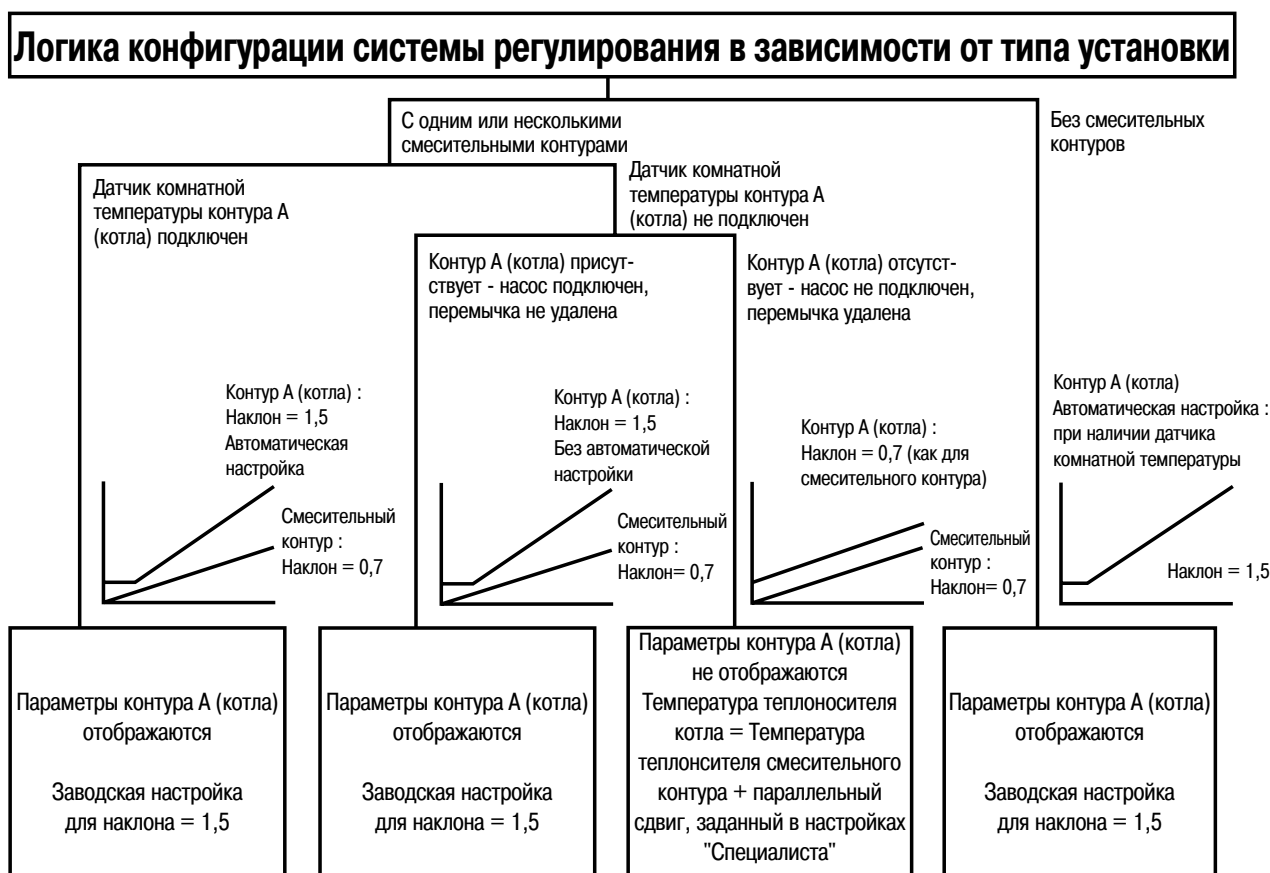 Логика конфигурации системы регулирования в зависимости от типа установки
С одним или несколькими
смесительными контурами
Без смесительных
контуров
Датчик комнатной
температуры контура А
(котла) подключен
Датчик комнатной
температуры контура А
(котла) не подключен
Контур А (котла) присут-
ствует - насос подключен,
перемычка не удалена
Контур А (котла) отсутст-
вует - насос не подключен,
перемычка удалена
Контур А (котла) :
Наклон = 1,5
Автоматическая
настройка
Смесительный
контур :
Наклон = 0,7
Контур А (котла) :
Наклон = 1,5
Без автоматической
настройки
Смесительный
контур :
Наклон= 0,7
Контур А (котла) :
Наклон = 0,7 (как для
смесительного контура)
Смесительный
контур :
Наклон= 0,7
Контур А (котла)
Автоматическая настройка :
при наличии датчика
комнатной температуры
Наклон = 1,5
Параметры контура А (котла)
отображаются
Заводская настройка
для наклона = 1,5
Параметры контура А (котла)
отображаются
Заводская настройка
для наклона = 1,5
Параметры контура А (котла)
не отображаются
Температура теплоносителя
котла = Температура
теплонсителя смесительного
контура + параллельный
сдвиг, заданный в настройках
"Специалиста"
Параметры контура А (котла)
отображаются
Заводская настройка
для наклона = 1,5